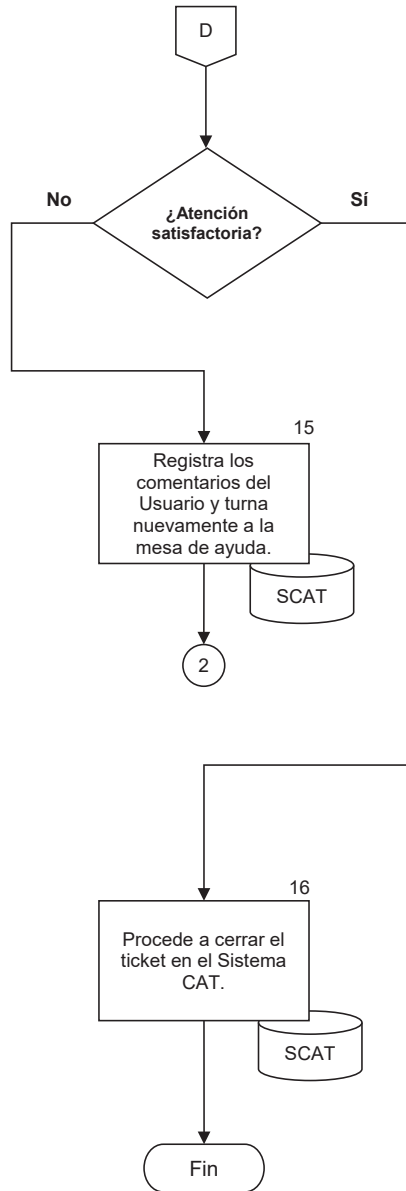 D
No
¿Atención
satisfactoria?
Sí
15
Registra los
comentarios del
Usuario y turna
nuevamente a la
mesa de ayuda.
SCAT
2
16
Procede a cerrar el
ticket en el Sistema
CAT.
SCAT
Fin